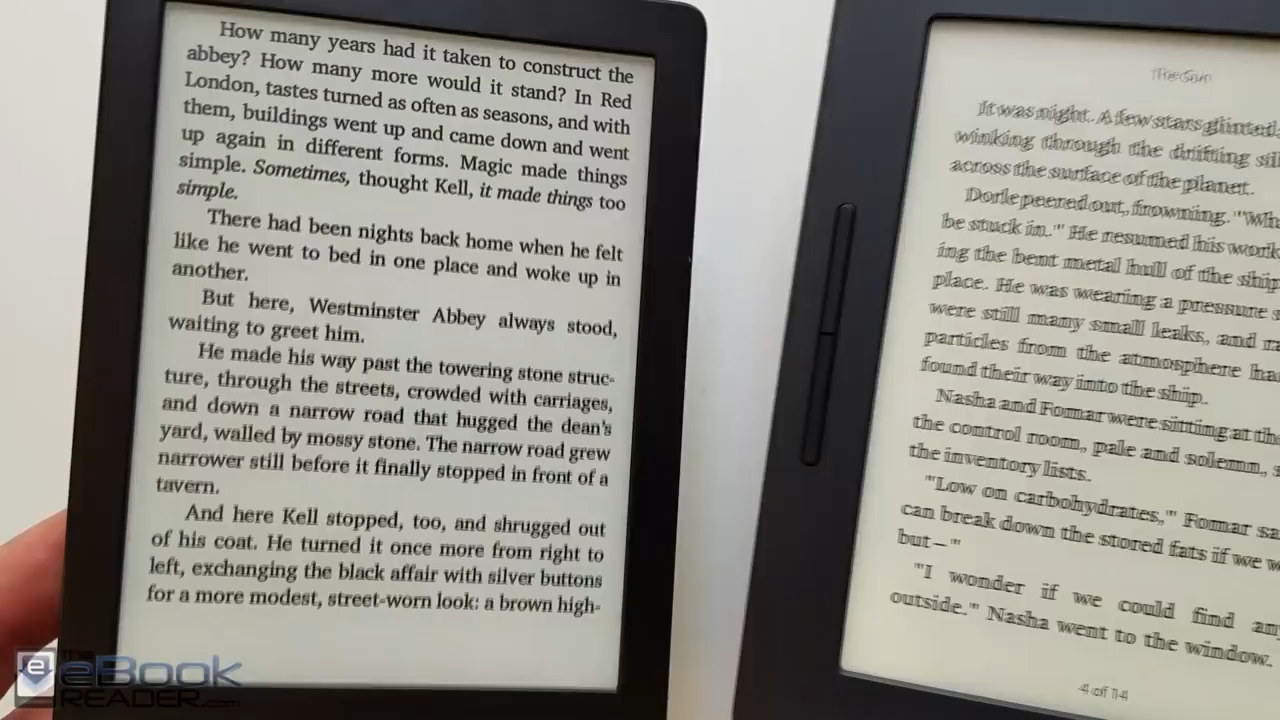 How many years had it taken to construct the
abbey? How many more would it stand? In Red
London, tastes turned as often as seasons, and with
them, buildings went up and came down and went
up again in different forms. Magic made things
simple. Sometimes, thought Kell, it made things too
simple.
There had been nights back home when he felt
like he went to bed in one place and woke up in
another.
But here, Westminster Abbey always stood,
waiting to greet him.
He made his way past the towering stone struc-
ture, through the streets, crowded with carriages,
and down a narrow road that hugged the dean's
yard, walled by mossy stone. The narrow road grew
narrower still before it finally stopped in front of a
tavern.
And here Kell stopped, too, and shrugged out
of his coat. He turned it once more from right to
left, exchanging the black affair with silver buttons
for a more modest, street-worn look: a brown high-
The Gun
It was night. A few stars glinted,
winking through the drifting sil
across the surface of the planet.
Dorle peered out, frowning. "Wh
be stuck in." He resumed his work
ing the bent metal hull of the ship
place. He was wearing a pressure s
were still many small leaks, and ra
particles from the atmosphere ha
found their way into the ship.
Nasha and Fomar were sitting at the
the control room, pale and solemn, s
the inventory lists.
"Low on carbohydrates," Fomar sa
can break down the stored fats if we w
but—"
"I wonder if we could find any
outside." Nasha went to the window.
4 of 114
the eBook
READER.com